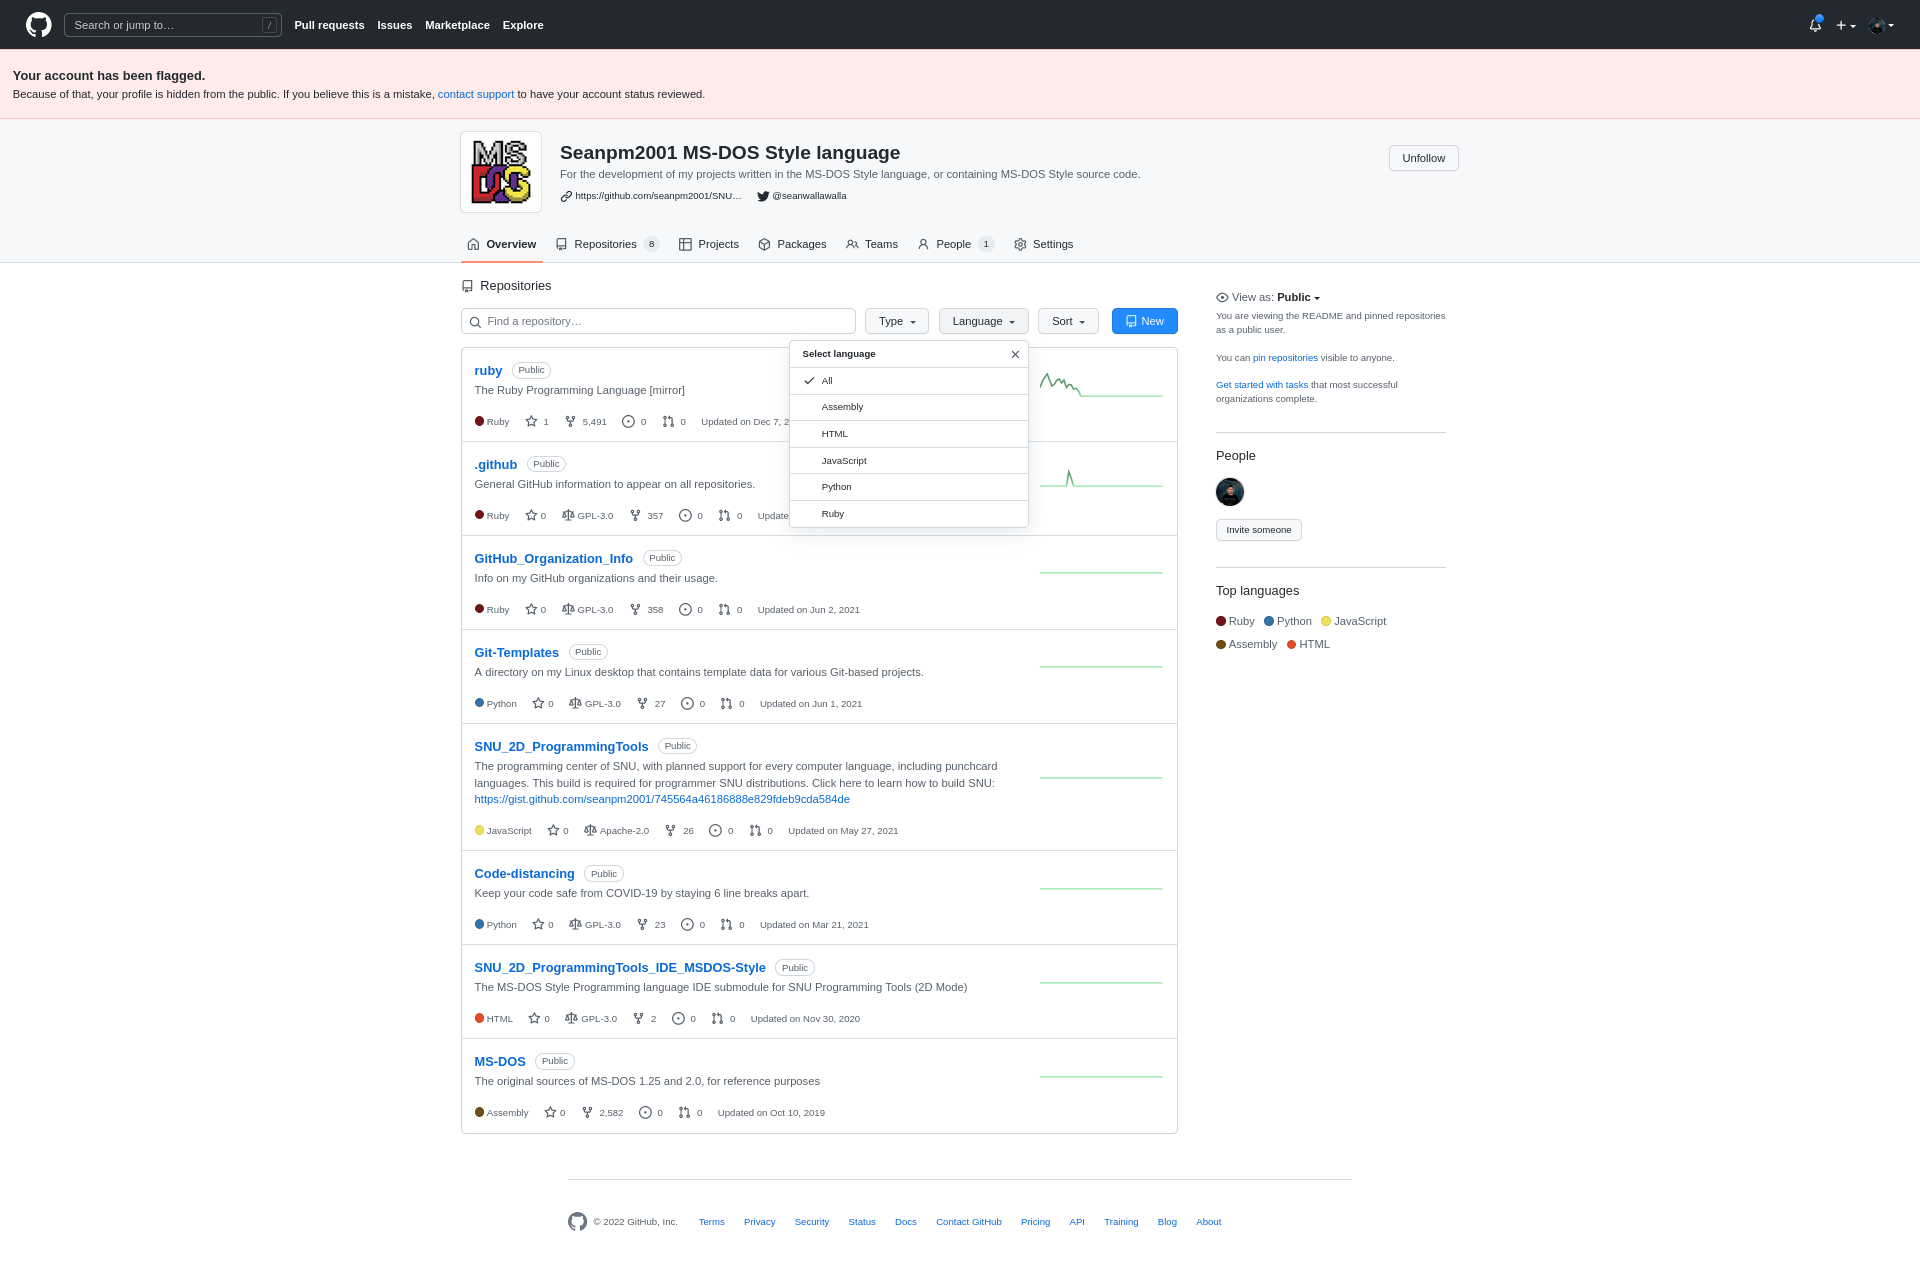 Search or jump to…
/
Pull requests Issues Marketplace Explore
Your account has been flagged.
Because of that, your profile is hidden from the public. If you believe this is a mistake, contact support to have your account status reviewed.
MS
DOS
Seanpm2001 MS-DOS Style language
Unfollow
For the development of my projects written in the MS-DOS Style language, or containing MS-DOS Style source code.
https://github.com/seanpm2001/SNU… @seanwallawalla
Overview Repositories 8 Projects Packages Teams People 1 Settings
Repositories
Find a repository…
Type Language Sort New
Select language
All
Assembly
HTML
JavaScript
Python
Ruby
ruby Public
The Ruby Programming Language [mirror]
Ruby 1 5,491 0 0 Updated on Dec 7, 2
.github Public
General GitHub information to appear on all repositories.
Ruby 0 GPL-3.0 357 0 0 Update
GitHub_Organization_Info Public
Info on my GitHub organizations and their usage.
Ruby 0 GPL-3.0 358 0 0 Updated on Jun 2, 2021
Git-Templates Public
A directory on my Linux desktop that contains template data for various Git-based projects.
Python 0 GPL-3.0 27 0 0 Updated on Jun 1, 2021
SNU_2D_ProgrammingTools Public
The programming center of SNU, with planned support for every computer language, including punchcard
languages. This build is required for programmer SNU distributions. Click here to learn how to build SNU:
https://gist.github.com/seanpm2001/745564a46186888e829fdeb9cda584de
JavaScript 0 Apache-2.0 26 0 0 Updated on May 27, 2021
Code-distancing Public
Keep your code safe from COVID-19 by staying 6 line breaks apart.
Python 0 GPL-3.0 23 0 0 Updated on Mar 21, 2021
SNU_2D_ProgrammingTools_IDE_MSDOS-Style Public
The MS-DOS Style Programming language IDE submodule for SNU Programming Tools (2D Mode)
HTML 0 GPL-3.0 2 0 0 Updated on Nov 30, 2020
MS-DOS Public
The original sources of MS-DOS 1.25 and 2.0, for reference purposes
Assembly 0 2,582 0 0 Updated on Oct 10, 2019
View as: Public
You are viewing the README and pinned repositories
as a public user.
You can pin repositories visible to anyone.
Get started with tasks that most successful
organizations complete.
People
Invite someone
Top languages
Ruby Python JavaScript
Assembly HTML
© 2022 GitHub, Inc. Terms Privacy Security Status Docs Contact GitHub Pricing API Training Blog About